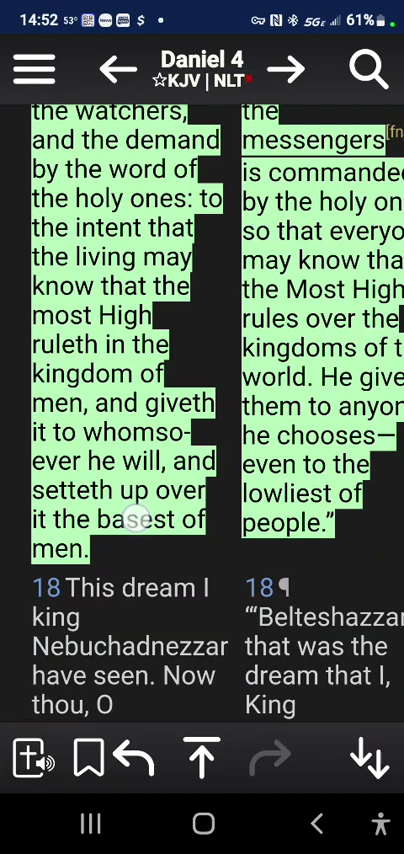 14:52 53° $ 5GE 61%
Daniel 4
☆KJV | NLT
the watchers,
and the demand
by the word of
the holy ones: to
the intent that
the living may
know that the
most High
ruleth in the
kingdom of
men, and giveth
it to whomso-
ever he will, and
setteth up over
it the basest of
men.
18 This dream I
king
Nebuchadnezzar
have seen. Now
thou, O
the
messengers[fn
is commanded
by the holy on
so that everyo
may know tha
the Most High
rules over the
kingdoms of t
world. He give
them to anyon
he chooses—
even to the
lowliest of
people.”
18 ¶
“‘Belteshazzar
that was the
dream that I,
King